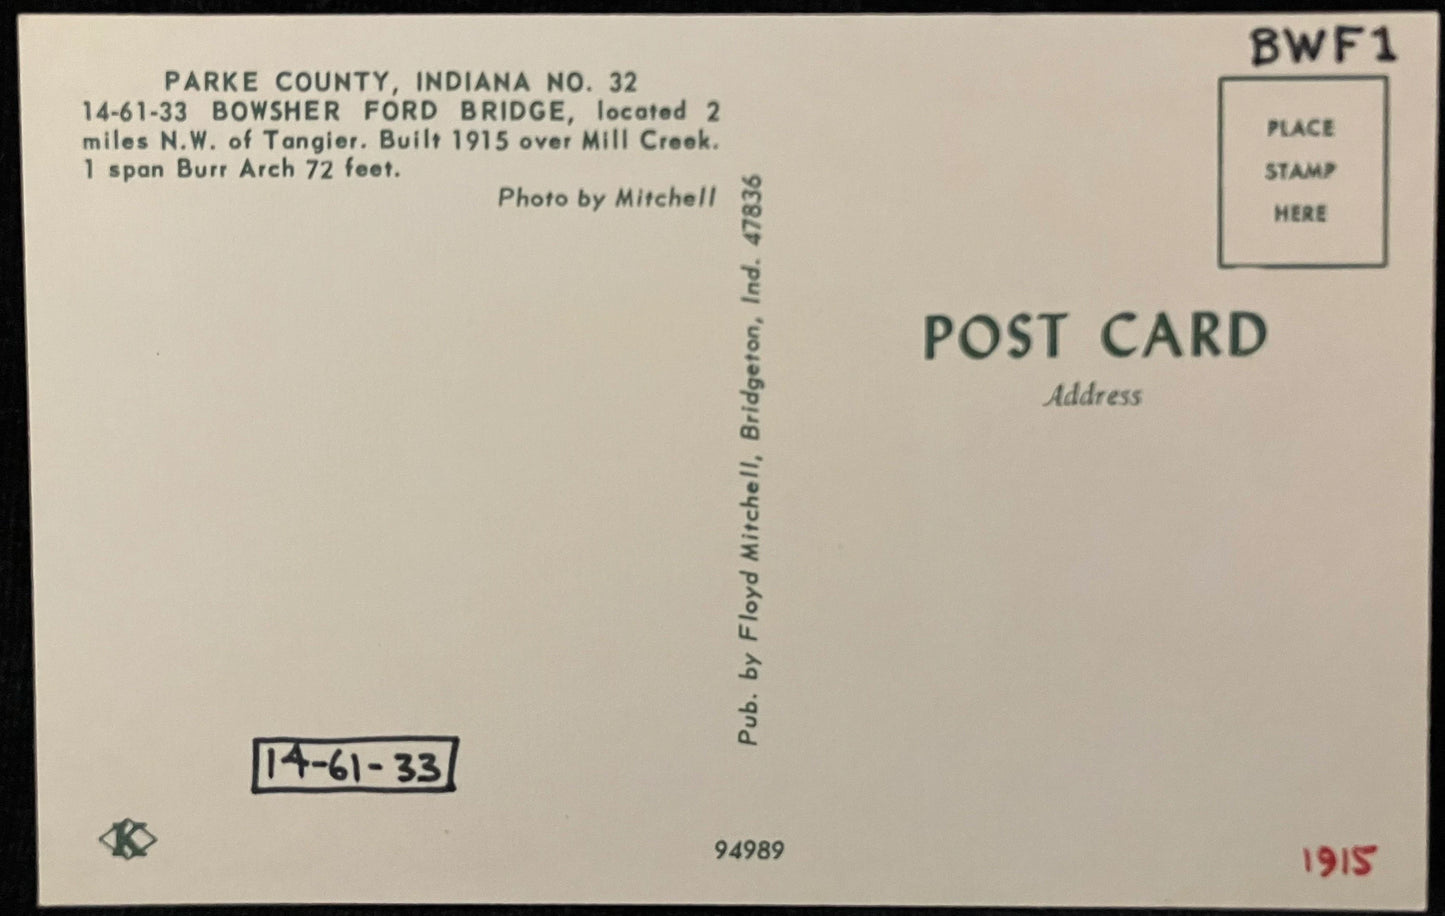 PARKE COUNTY, INDIANA NO. 32
14-61-33 BOWSHER FORD BRIDGE, located 2
miles N.W. of Tangier. Built 1915 over Mill Creek.
1 span Burr Arch 72 feet.
Photo by Mitchell
14-61-33
K
Pub. by Floyd Mitchell, Bridgeton, Ind. 47836
94989
BWF1
PLACE
STAMP
HERE
POST CARD
Address
1915